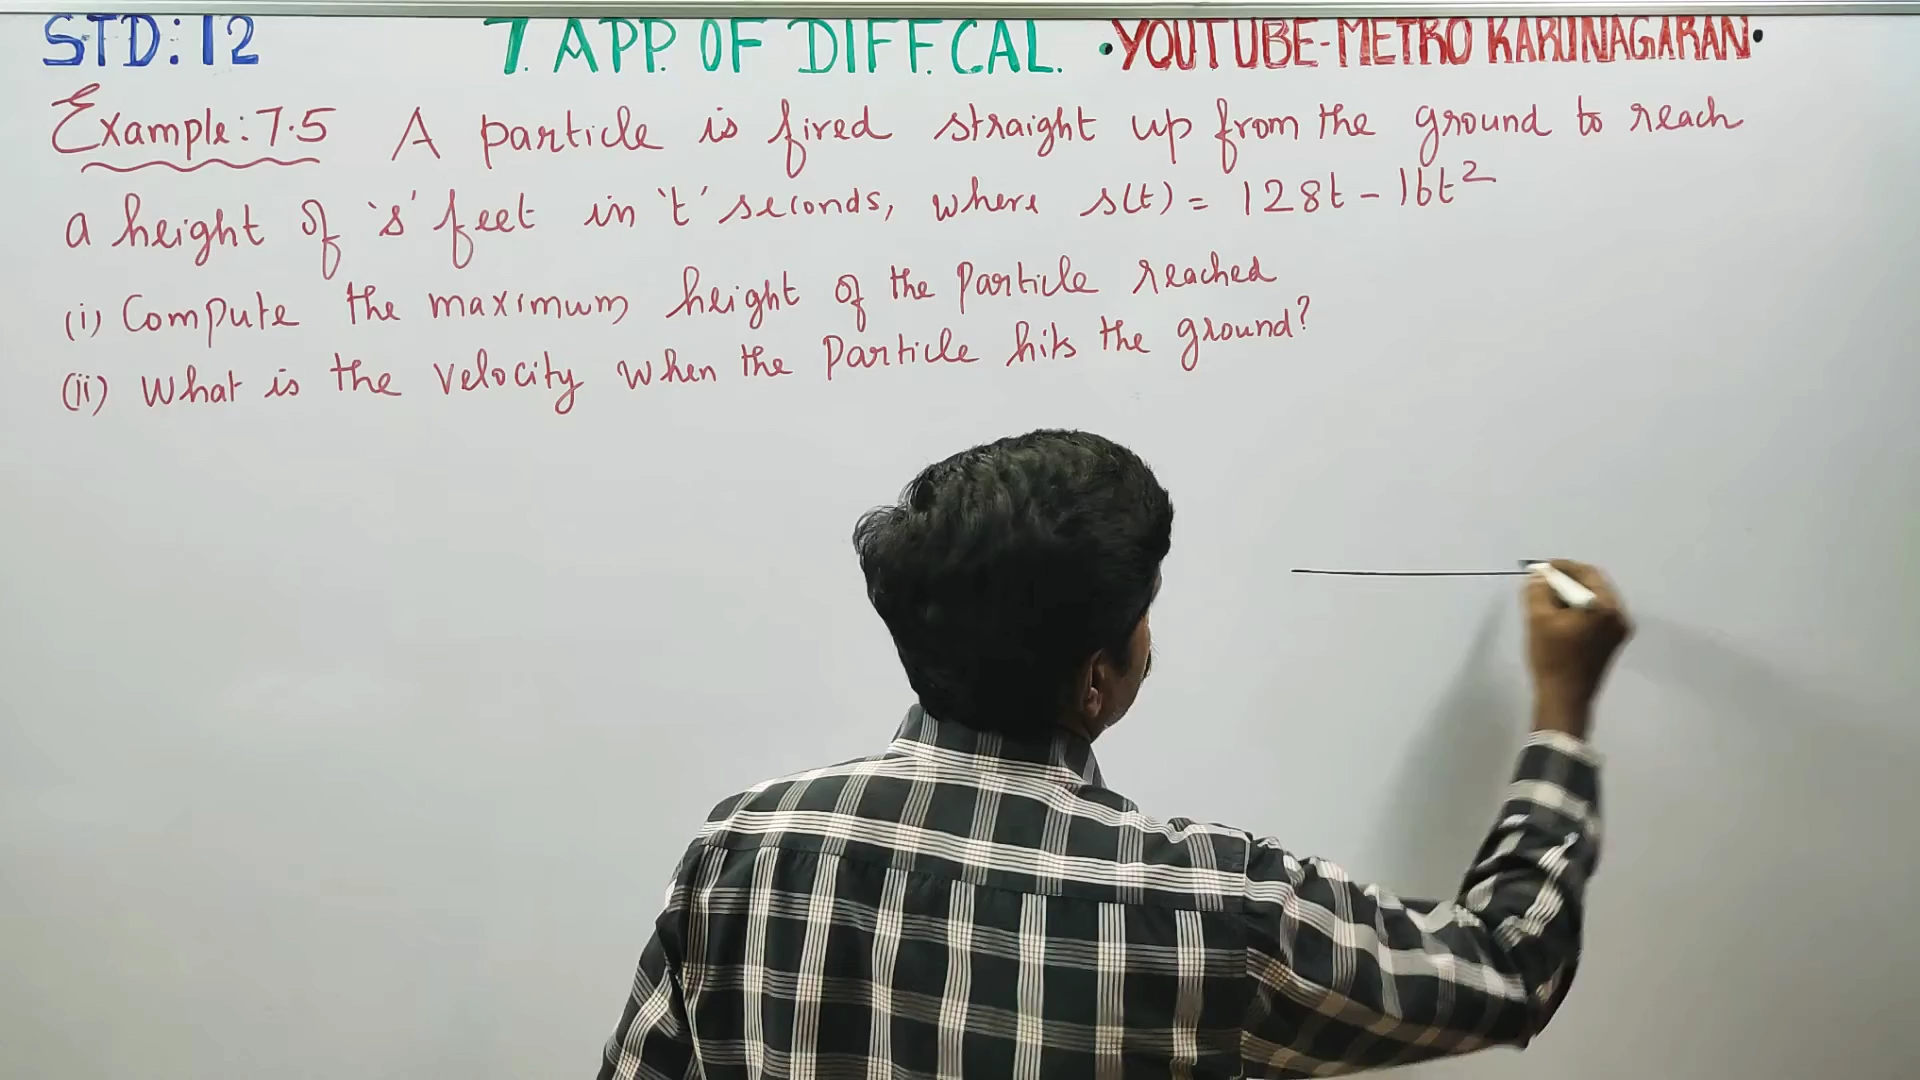 STD: 12 7. APP. OF DIFF. CAL. •YOUTUBE-METRO KARUNAGARAN•
Example: 7.5 A particle is fired straight up from the ground to reach
a height of 's' feet in 't' seconds, where s(t) = 128t - 16t²
(i) Compute the maximum height of the particle reached
(ii) What is the velocity when the Particle hits the ground?